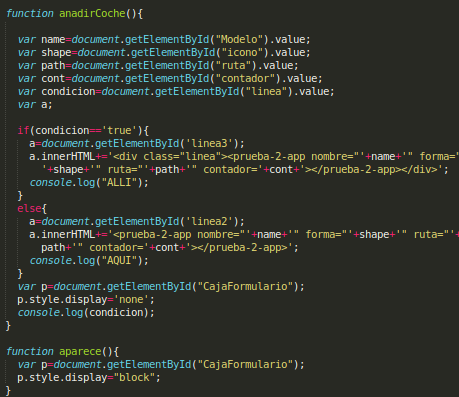 function anadirCoche(){
var name=document.getElementById("Modelo").value;
var shape=document.getElementById("icono").value;
var path=document.getElementById("ruta").value;
var cont=document.getElementById("contador").value;
var condicion=document.getElementById("linea").value;
var a;
if(condicion=='true'){
a=document.getElementById('linea3');
a.innerHTML+='<div class="linea"><prueba-2-app nombre="'+name+'" forma="
'+shape+'" ruta="'+path+'" contador='+cont+'></prueba-2-app></div>';
console.log("ALLI");
}
else{
a=document.getElementById('linea2');
a.innerHTML+='<prueba-2-app nombre="'+name+'" forma="'+shape+'" ruta="'+
path+'" contador='+cont+'></prueba-2-app>';
console.log("AQUI");
}
var p=document.getElementById("CajaFormulario");
p.style.display='none';
console.log(condicion);
}
function aparece(){
var p=document.getElementById("CajaFormulario");
p.style.display="block";
}